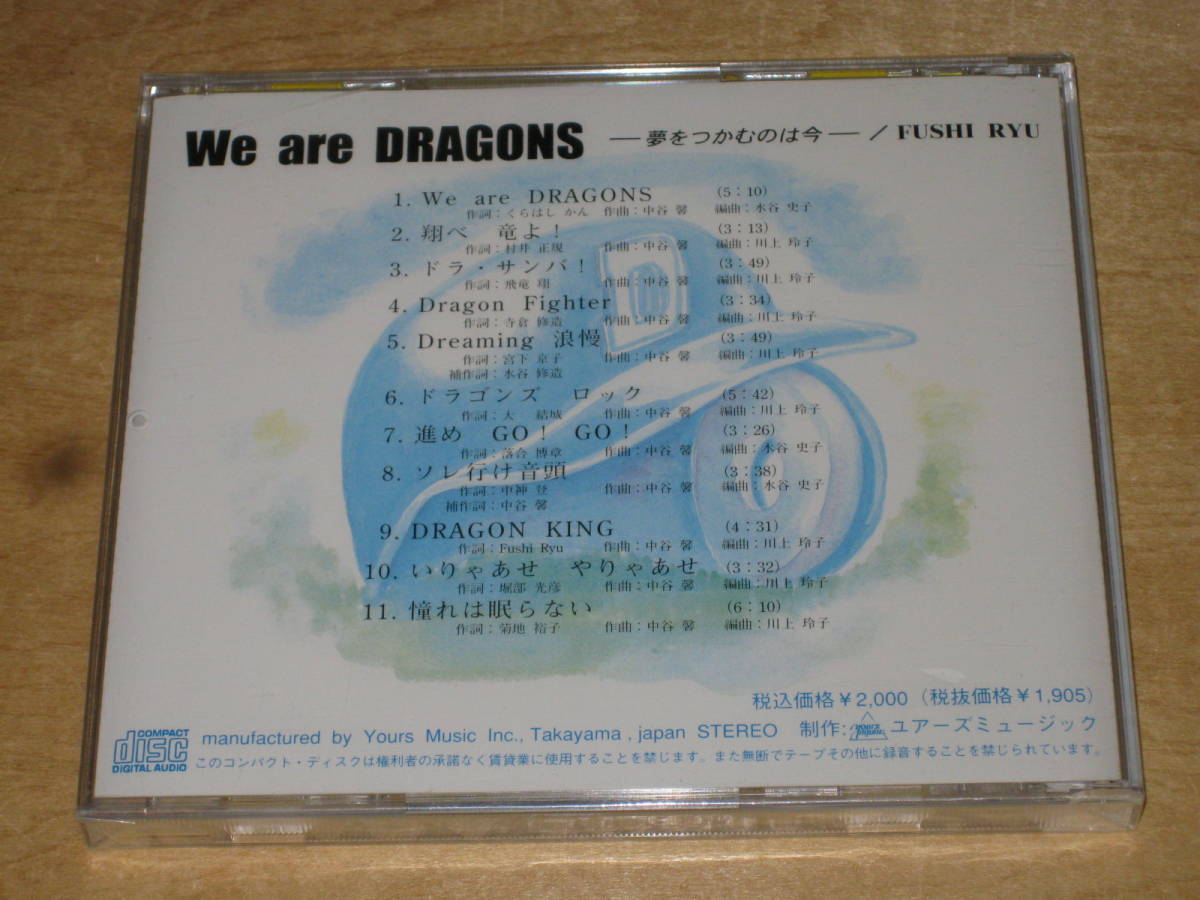 We are DRAGONS ―夢をつかむのは今― / FUSHI RYU
1. We are DRAGONS (5:10)
作詞:くらはし かん 作曲:中谷 馨 編曲:水谷 史子
2. 翔べ 竜よ! (3:13)
作詞:村井 正規 作曲:中谷 馨 編曲:川上 玲子
3. ドラ・サンバ! (3:49)
作詞:飛竜 翔 作曲:中谷 馨 編曲:川上 玲子
4. Dragon Fighter (3:34)
作詞:寺倉 修造 作曲:中谷 馨 編曲:川上 玲子
5. Dreaming 浪慢 (3:49)
作詞:宮下 京子 作曲:中谷 馨 編曲:川上 玲子
補作詞:水谷 修造
6. ドラゴンズ ロック (5:42)
作詞:大 結城 作曲:中谷 馨 編曲:川上 玲子
7. 進め GO! GO! (3:26)
作詞:落合 博章 作曲:中谷 馨 編曲:水谷 史子
8. ソレ行け音頭 (3:38)
作詞:中神 登 作曲:中谷 馨 編曲:水谷 史子
補作詞:中谷 馨
9. DRAGON KING (4:31)
作詞:Fushi Ryu 作曲:中谷 馨 編曲:川上 玲子
10. いりゃあせ やりゃあせ (3:32)
作詞:堀部 光彦 作曲:中谷 馨 編曲:川上 玲子
11. 憧れは眠らない (6:10)
作詞:菊地 裕子 作曲:中谷 馨 編曲:川上 玲子
D
税込価格¥2,000(税抜価格¥1,905)
COMPACT disc DIGITAL AUDIO
manufactured by Yours Music Inc., Takayama , japan STEREO 制作: ユアーズミュージック
このコンパクト・ディスクは権利者の承諾なく賃貸業に使用することを禁じます。また無断でテープその他に録音することを禁じられています。